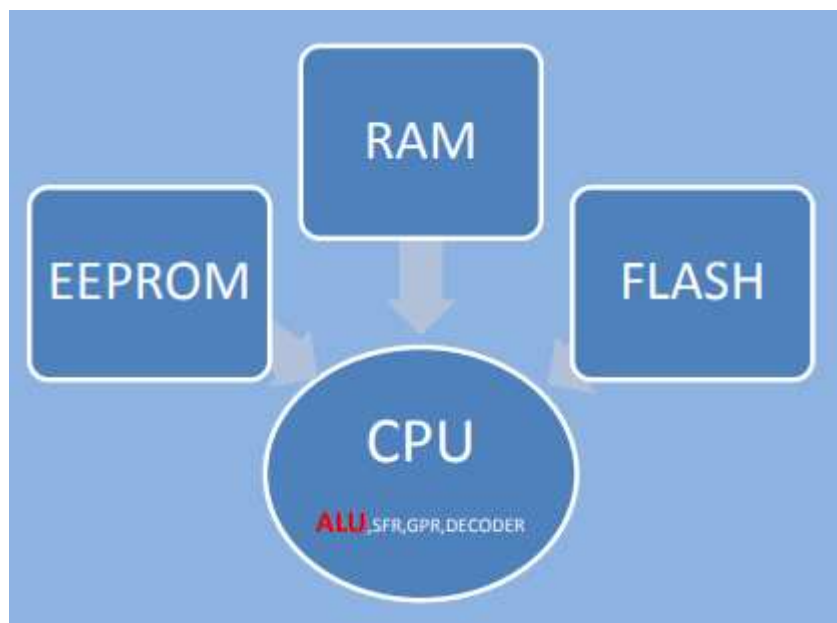 RAM
EEPROM
FLASH
CPU
ALU,SFR,GPR,DECODER